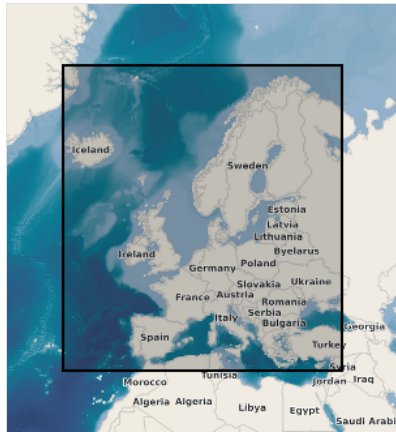 Iceland
Sweden
Estonia
Latvia
Lithuania
Byelarus
Ireland
Poland
Germany
Slovakia
Ukraine
Austria
France
Romania
Serbia
Italy
Bulgaria
Georgia
Spain
Turkey
Syria
Tunisia
Morocco
Jordan
Iraq
Algeria
Algeria
Libya
Egypt
Saudi Arabi